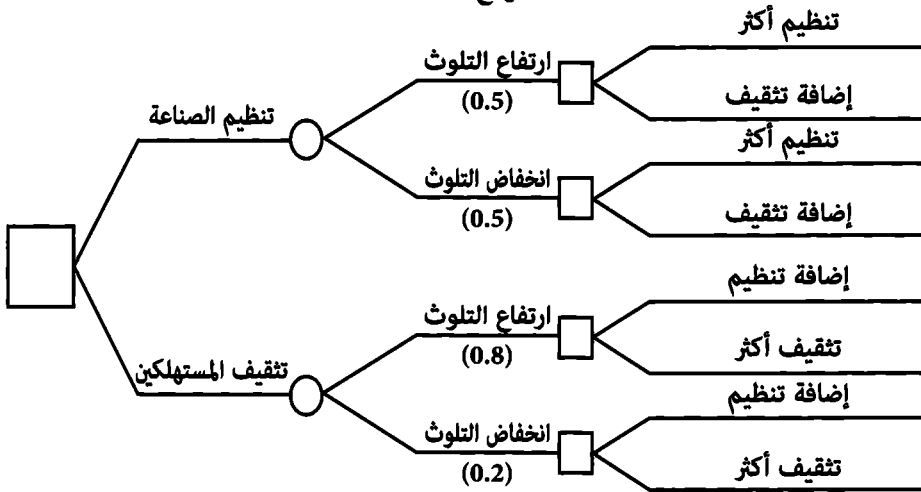 تنظيم أكثر
ارتفاع التلوث
(0.5)
إضافة تثقيف
تنظيم الصناعة
تنظيم أكثر
انخفاض التلوث
(0.5)
إضافة تثقيف
إضافة تنظيم
ارتفاع التلوث
(0.8)
تثقيف أكثر
تثقيف المستهلكين
إضافة تنظيم
انخفاض التلوث
(0.2)
تثقيف أكثر